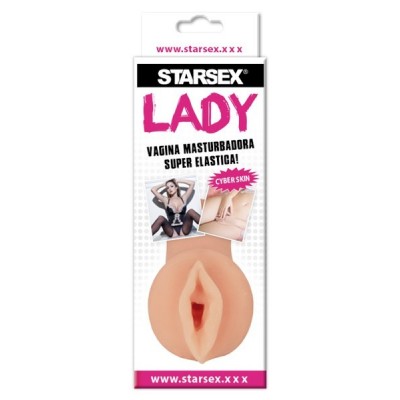 www.starsex.xxx
STARSEX®
LADY
VAGINA MASTURBADORA
SUPER ELASTICA!
CYBER SKIN
www.starsex.xxx